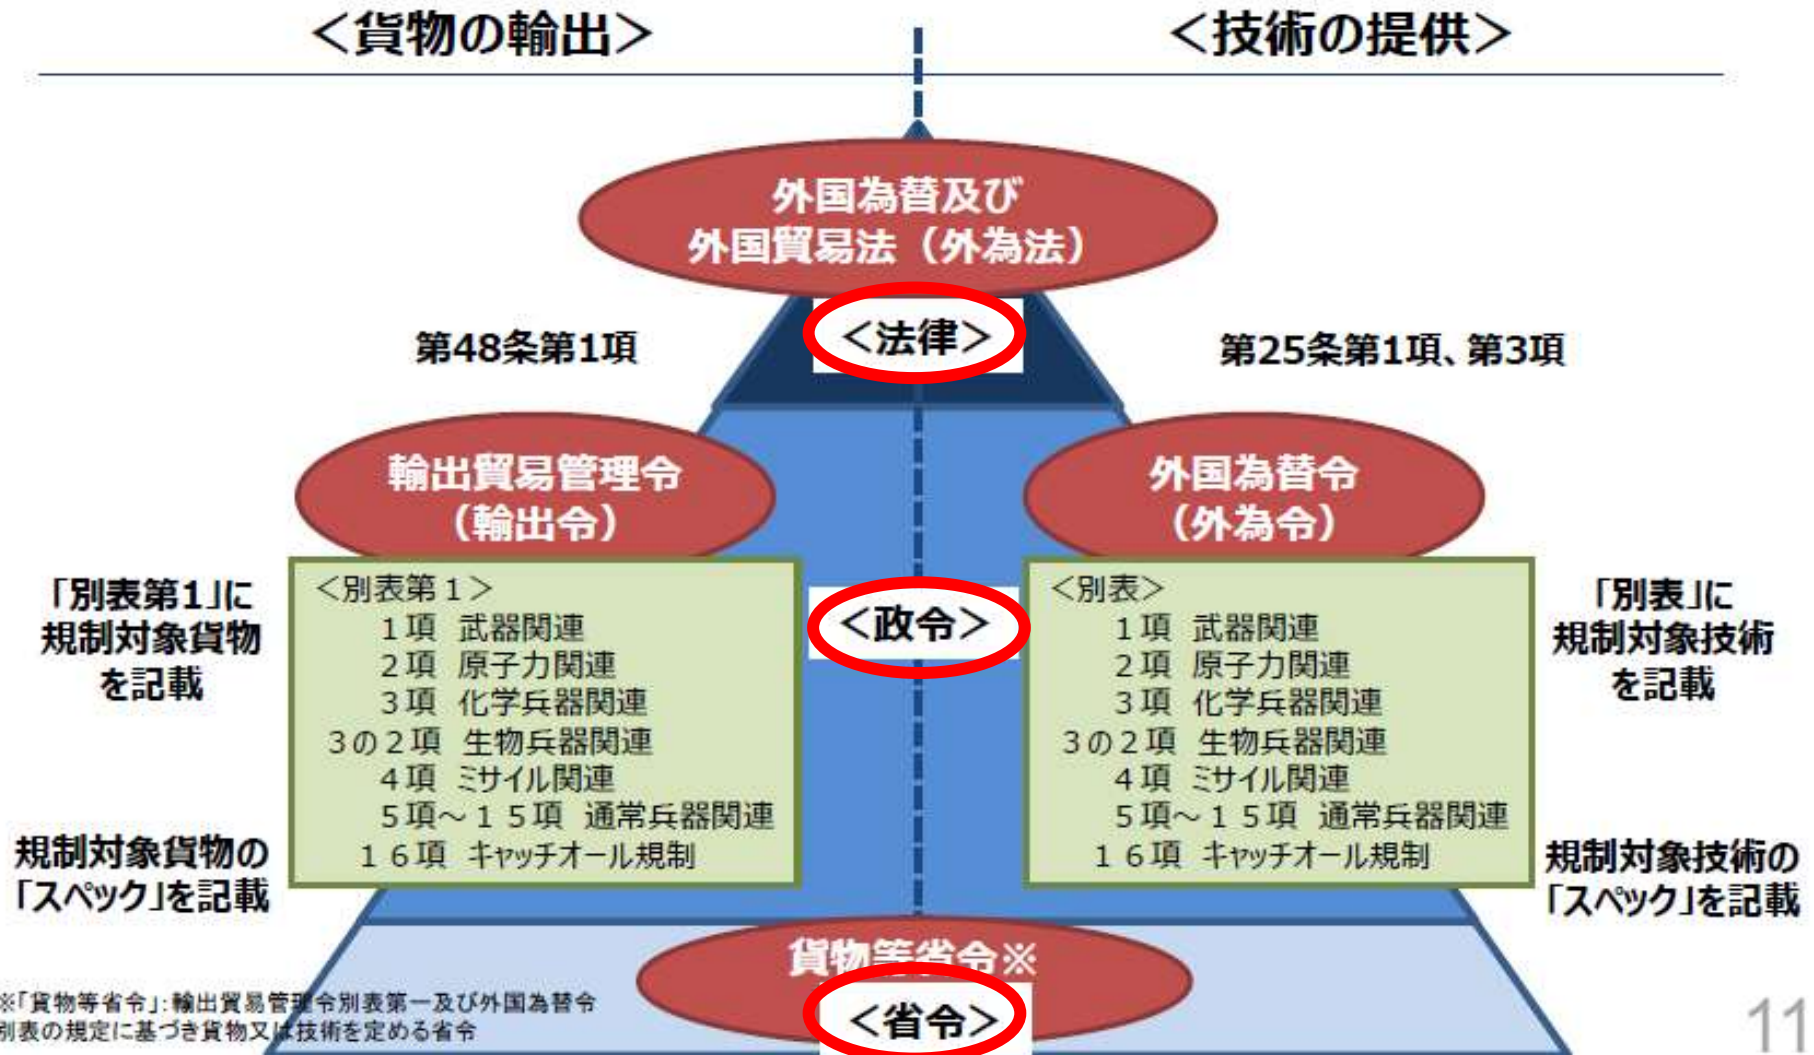 ＜貨物の輸出＞
＜技術の提供＞
外国為替及び
外国貿易法（外為法）
＜法律＞
第48条第1項
第25条第1項、第3項
輸出貿易管理令
（輸出令）
外国為替令
（外為令）
「別表第1」に
規制対象貨物
を記載
＜別表第１＞
１項 武器関連
２項 原子力関連
３項 化学兵器関連
３の２項 生物兵器関連
４項 ミサイル関連
５項～１５項 通常兵器関連
１６項 キャッチオール規制
＜政令＞
＜別表＞
１項 武器関連
２項 原子力関連
３項 化学兵器関連
３の２項 生物兵器関連
４項 ミサイル関連
５項～１５項 通常兵器関連
１６項 キャッチオール規制
「別表」に
規制対象技術
を記載
規制対象貨物の
「スペック」を記載
規制対象技術の
「スペック」を記載
貨物等省令※
＜省令＞
※「貨物等省令」：輸出貿易管理令別表第一及び外国為替令
別表の規定に基づき貨物又は技術を定める省令
11